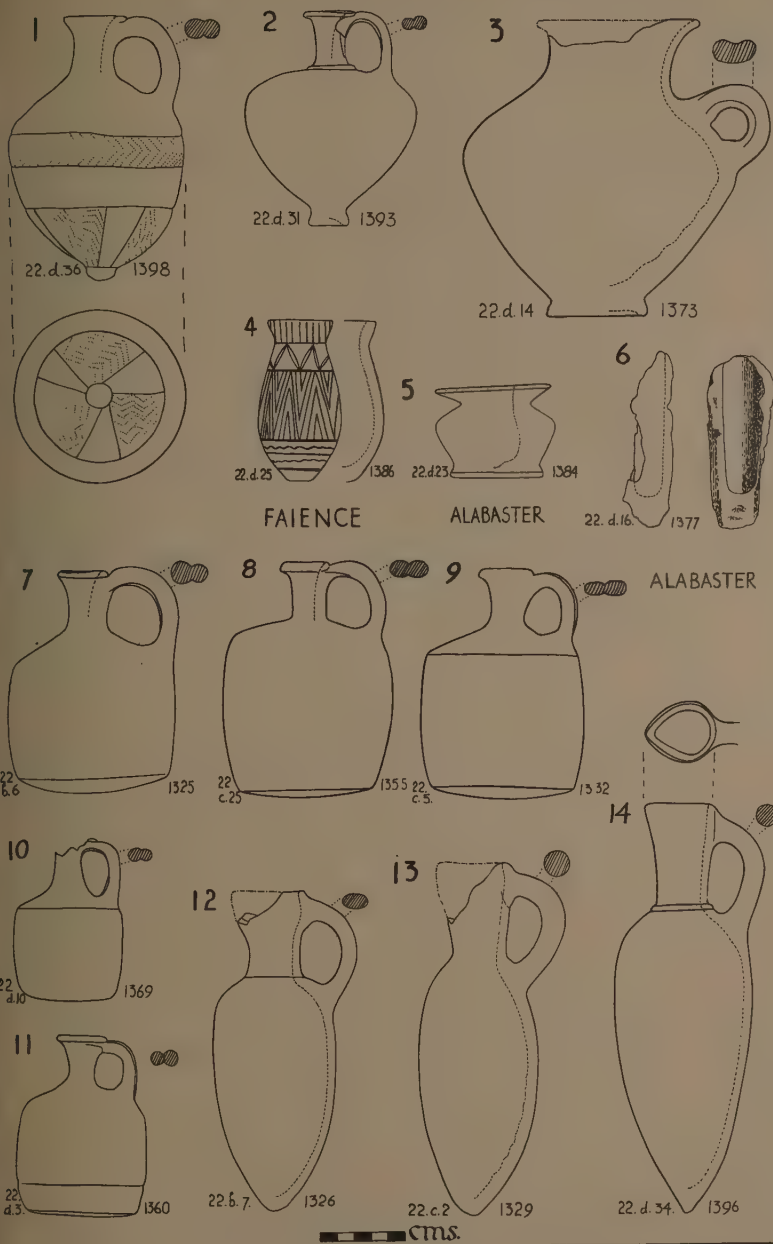 1
2
3
22.d.36 1398
22.d.31 1393
22.d.14 1373
4
5
6
22.d.25 1386
22.d.23 1384
22. d.16. 1377
FAIENCE
ALABASTER
ALABASTER
7
8
9
22
b.6 1325
22
c.25 1355
22.
c.5. 1332
10
12
13
14
22
d.10 1369
11
22.
d.3. 1360
22.b.7. 1326
22.c.2 1329
22.d.34. 1396
cms.